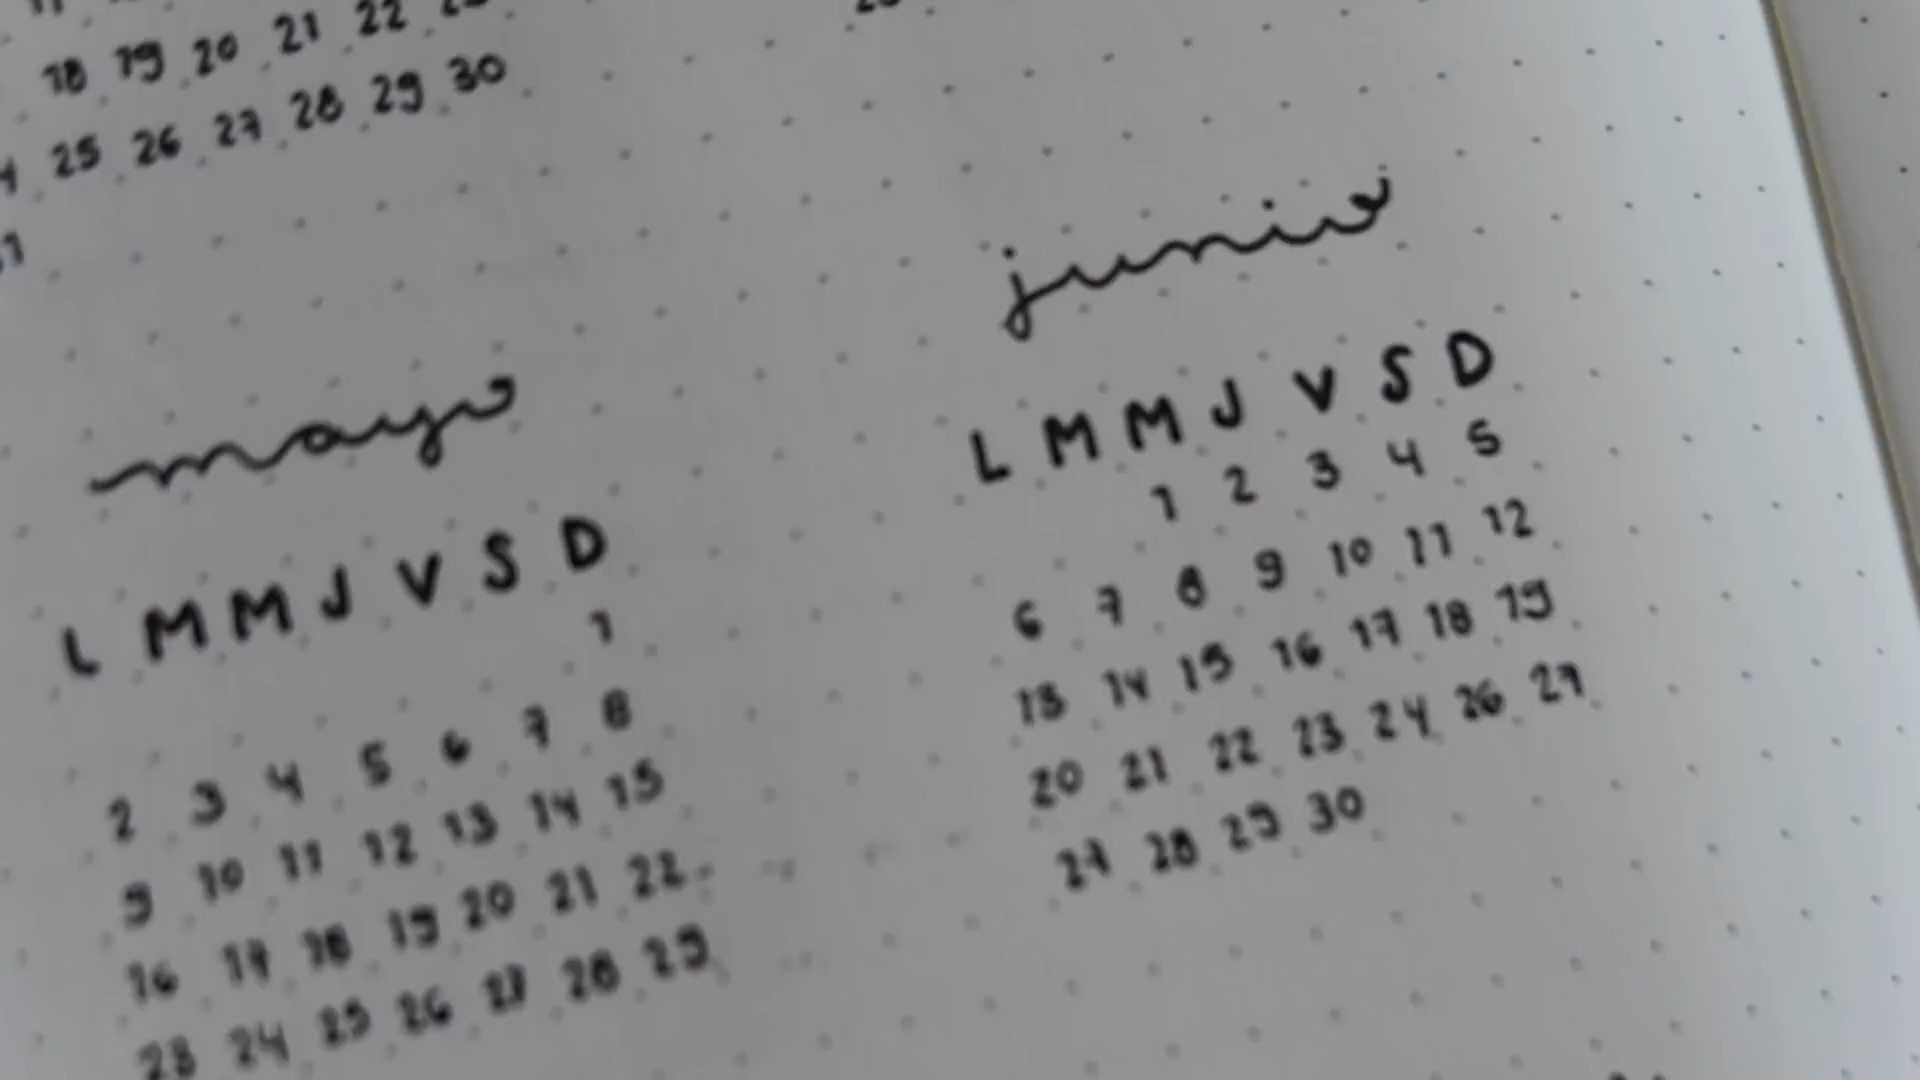 18 19 20 21 22
25 26 27 28 29 30
mayo
L M M J V S D
1
2 3 4 5 6 7 8
9 10 11 12 13 14 15
16 17 18 19 20 21 22
23 24 25 26 27 28 29
junio
L M M J V S D
1 2 3 4 5
6 7 8 9 10 11 12
13 14 15 16 17 18 19
20 21 22 23 24 26 27
27 28 29 30